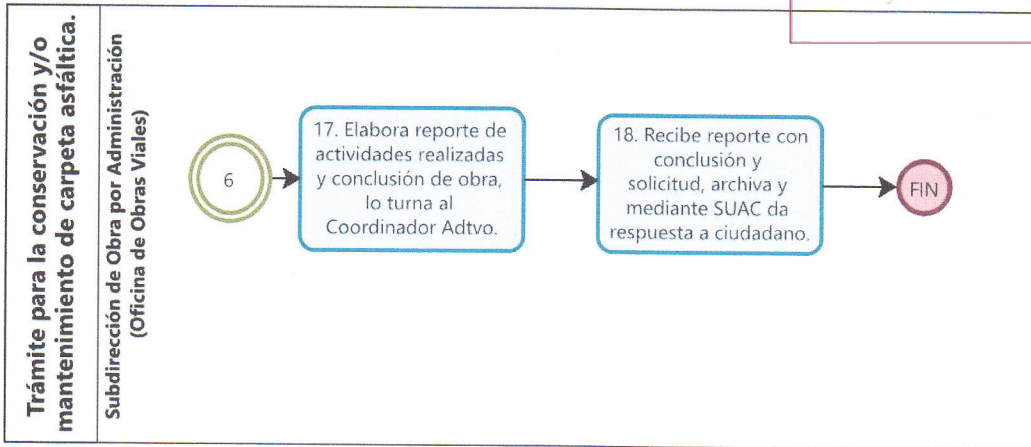 Trámite para la conservación y/o
mantenimiento de carpeta asfáltica.
Subdirección de Obra por Administración
(Oficina de Obras Viales)
6
17. Elabora reporte de
actividades realizadas
y conclusión de obra,
lo turna al
Coordinador Adtvo.
18. Recibe reporte con
conclusión y
solicitud, archiva y
mediante SUAC da
respuesta a ciudadano.
FIN